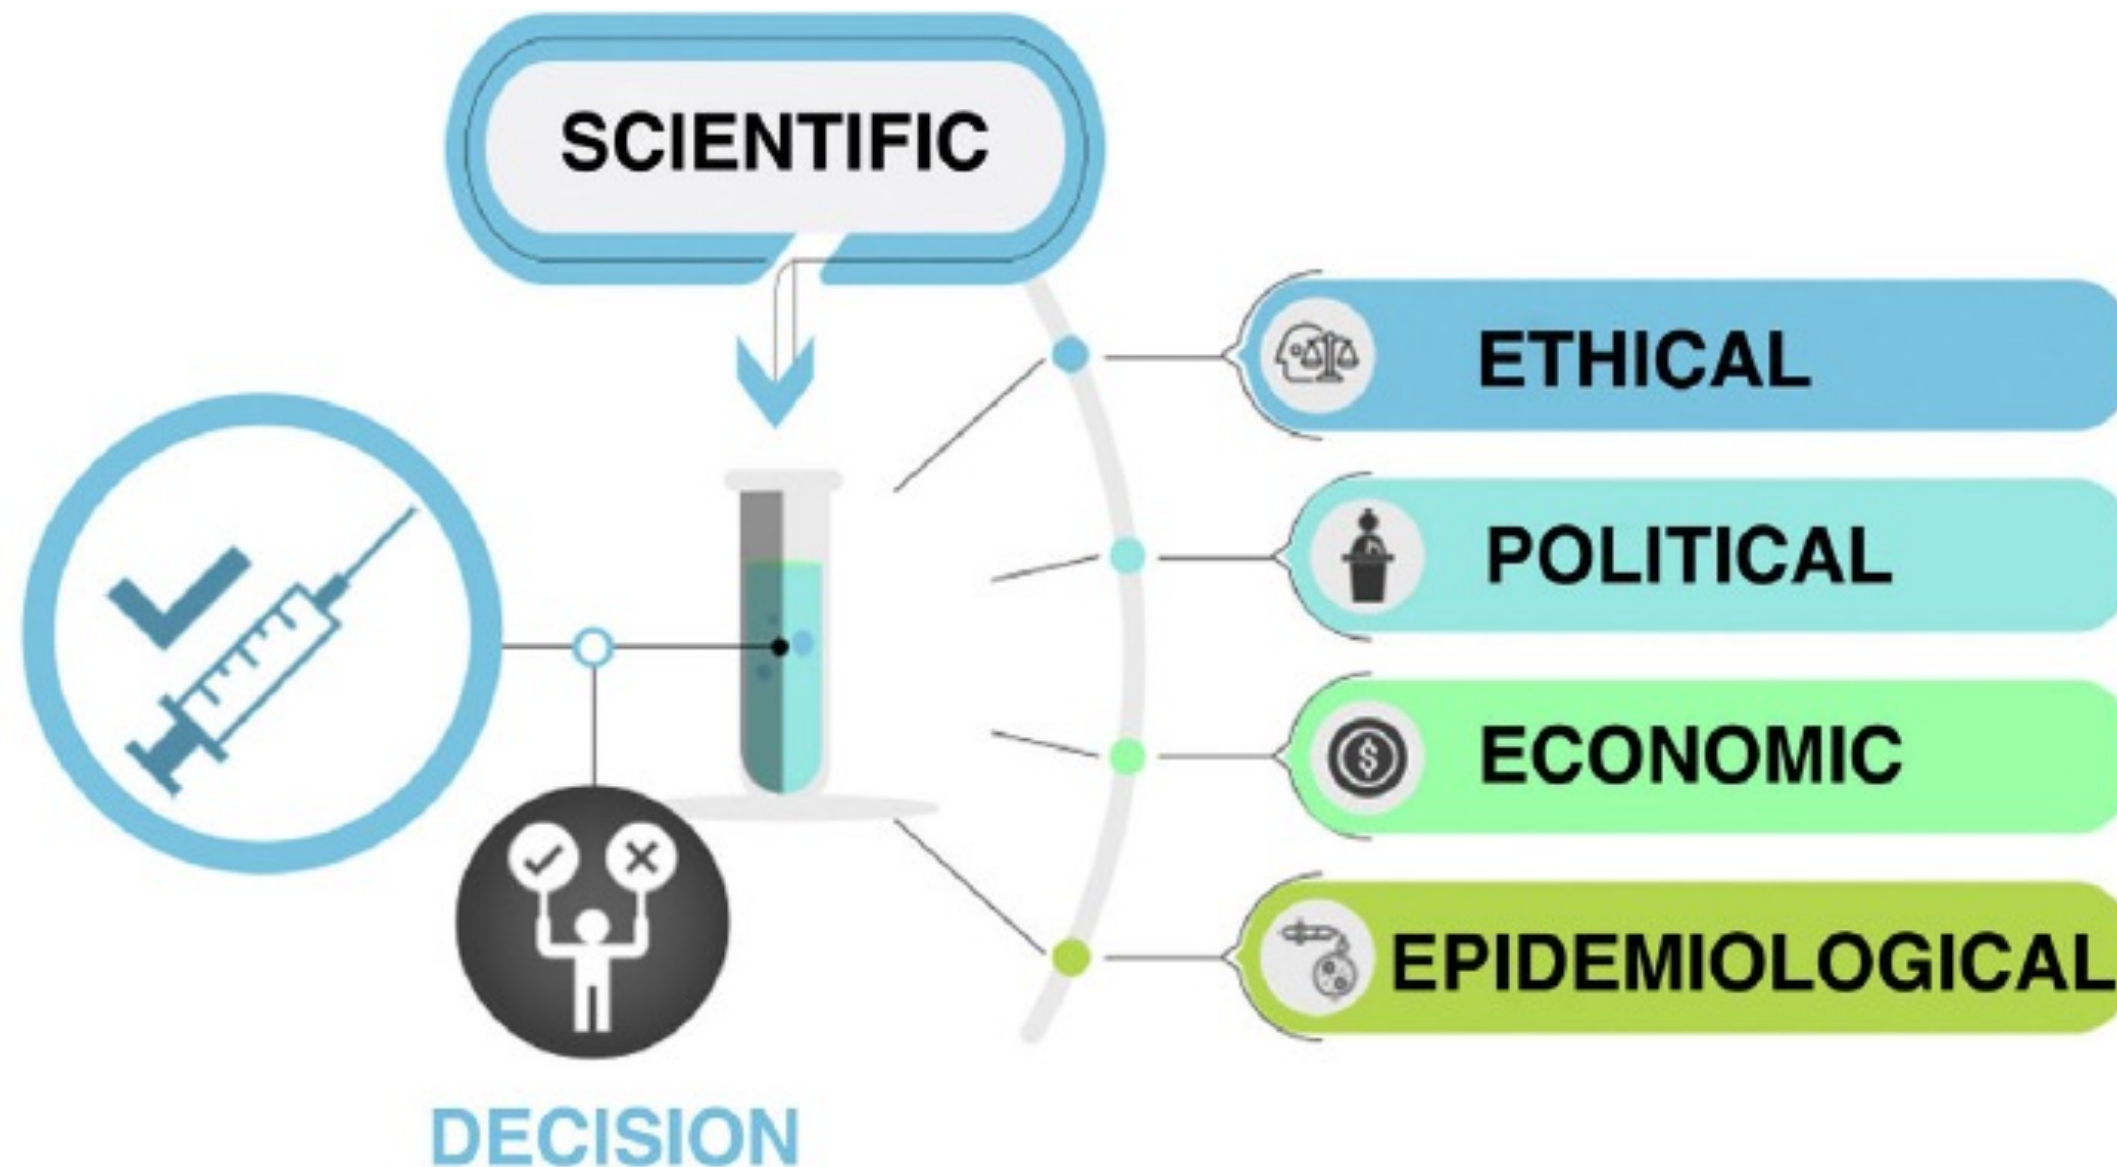 SCIENTIFIC
ETHICAL
POLITICAL
ECONOMIC
EPIDEMIOLOGICAL
DECISION